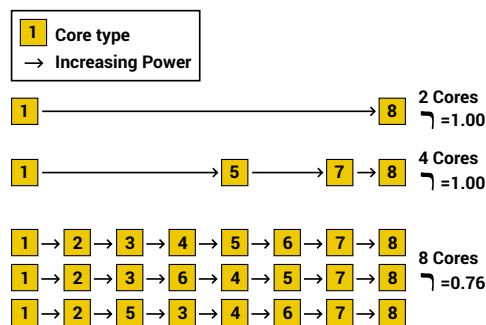 1 Core type
→ Increasing Power
1 → 8
2 Cores
ℸ =1.00
1 → 5 → 7 → 8
4 Cores
ℸ =1.00
1 → 2 → 3 → 4 → 5 → 6 → 7 → 8
1 → 2 → 3 → 6 → 4 → 5 → 7 → 8
1 → 2 → 5 → 3 → 4 → 6 → 7 → 8
8 Cores
ℸ =0.76